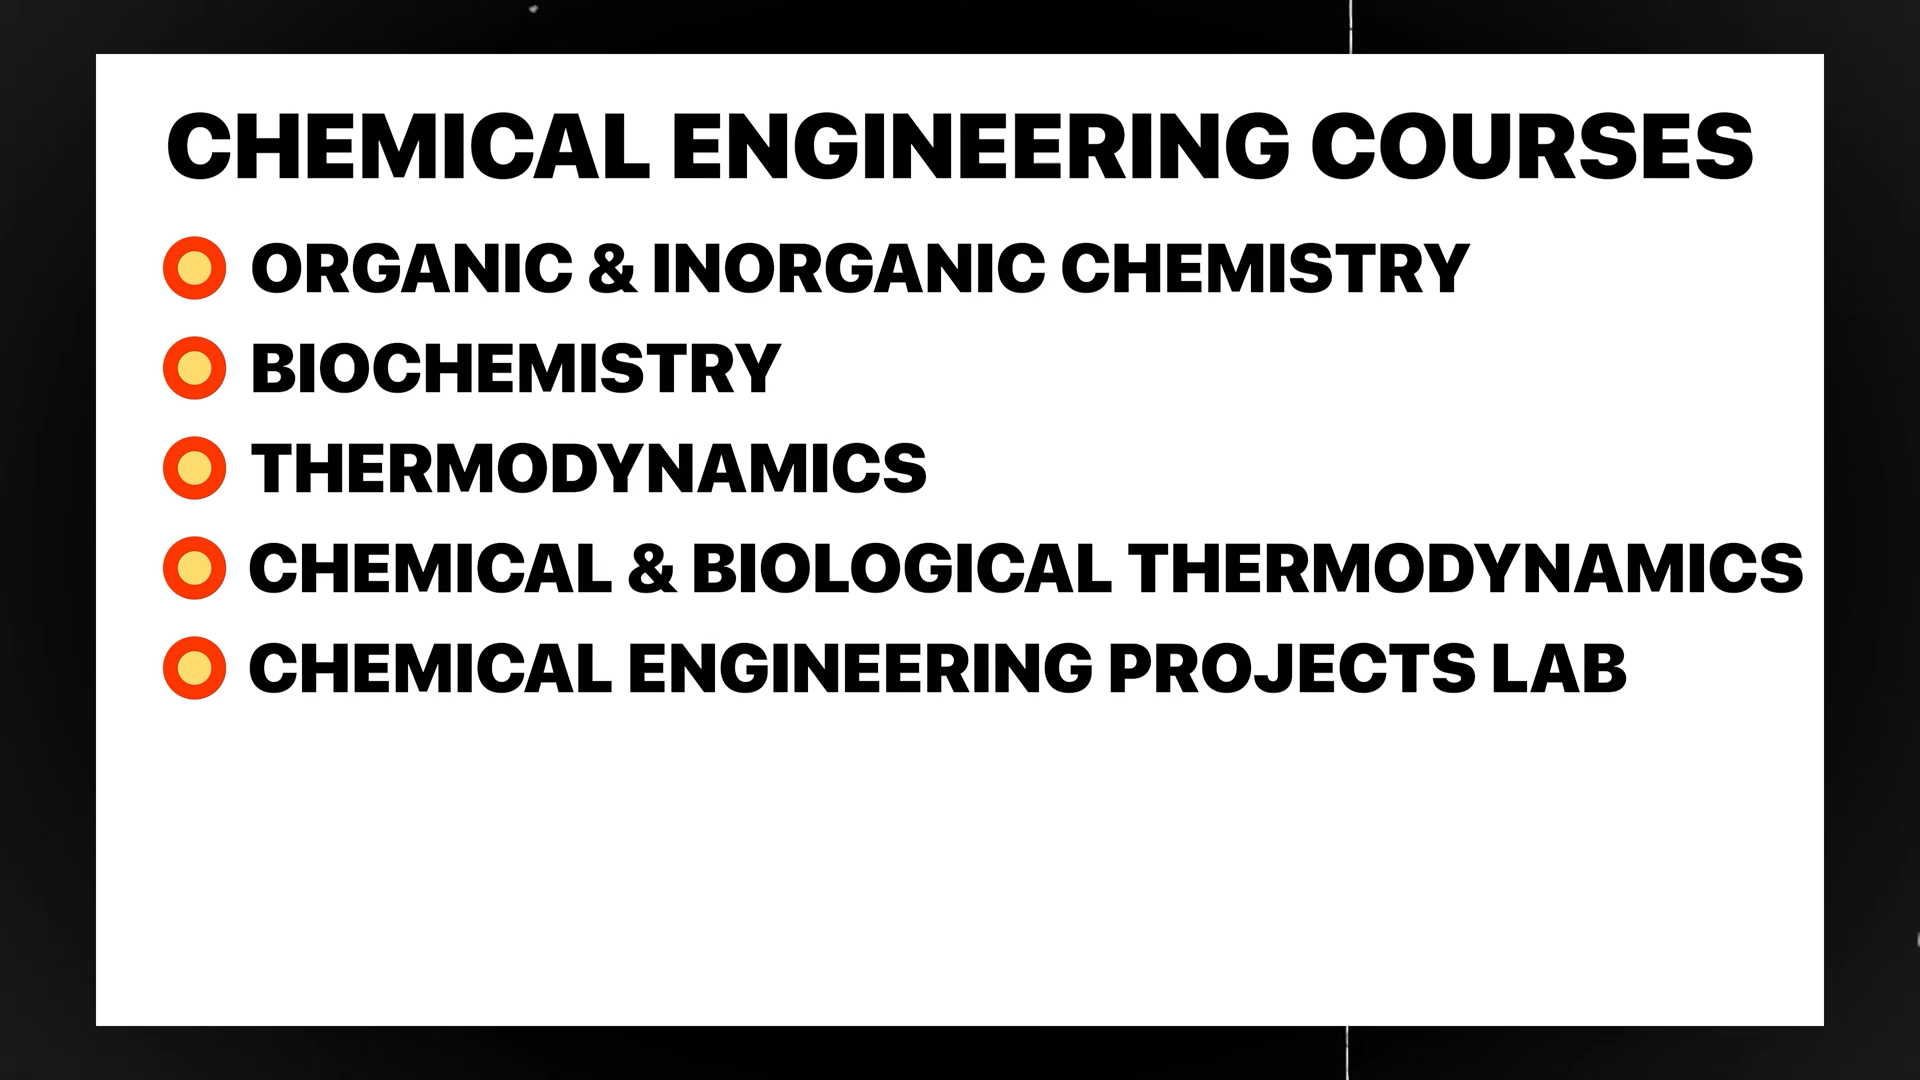 CHEMICAL ENGINEERING COURSES
ORGANIC & INORGANIC CHEMISTRY
BIOCHEMISTRY
THERMODYNAMICS
CHEMICAL & BIOLOGICAL THERMODYNAMICS
CHEMICAL ENGINEERING PROJECTS LAB